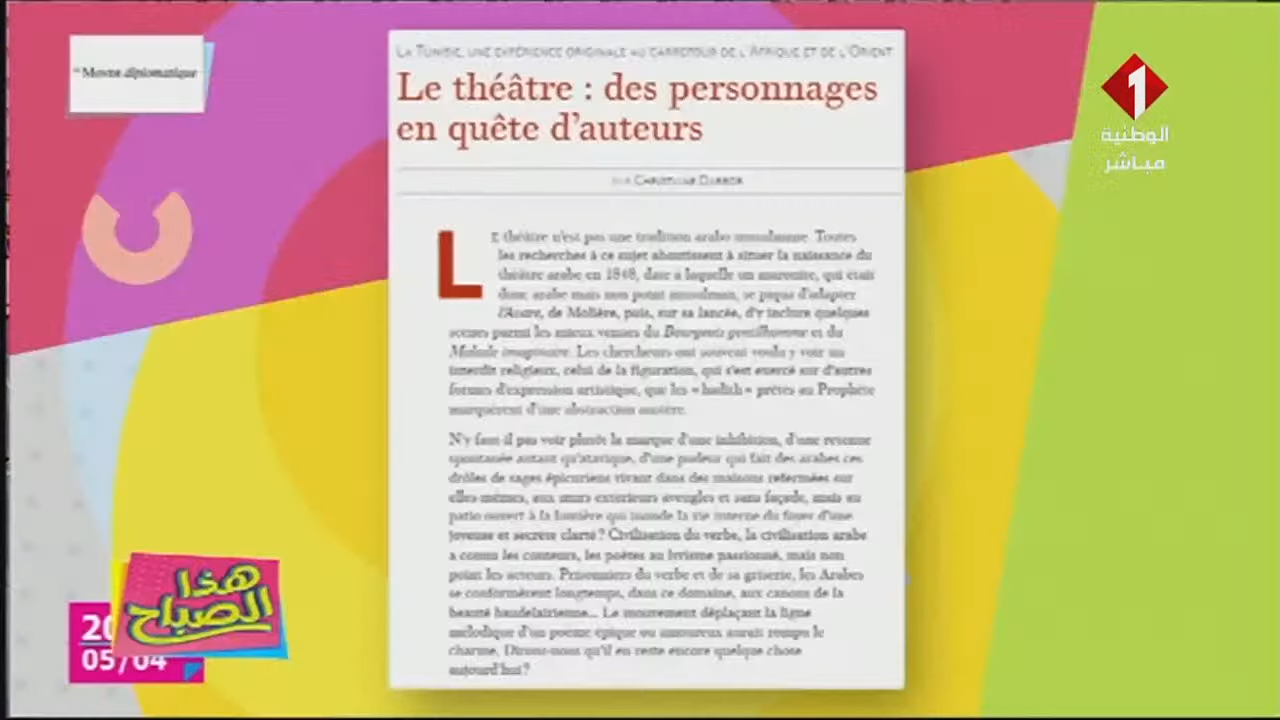 " Monde diplomatique
La Tunisie, une expérience originale au carrefour de l'Afrique et de l'Orient
Le théâtre : des personnages
en quête d'auteurs
par Christiane Darbor
LE théâtre n'est pas une tradition arabo musulmane. Toutes
les recherches à ce sujet aboutissent à situer la naissance du
théâtre arabe en 1848, date à laquelle un maronite, qui était
donc arabe mais non point musulman, se piqua d'adapter
l'Avare, de Molière, puis, sur sa lancée, d'y inclure quelques
scènes parmi les mieux venues du Bourgeois gentilhomme et du
Malade imaginaire. Les chercheurs ont souvent voulu y voir un
interdit religieux, celui de la figuration, qui s'est exercé sur d'autres
formes d'expression artistique, que les « hadith » prêtés au Prophète
marquèrent d'une abstraction austère.
N'y faut-il pas voir plutôt la marque d'une inhibition, d'une retenue
spontanée autant qu'atavique, d'une pudeur qui fait des arabes ces
drôles de sages épicuriens vivant dans des maisons refermées sur
elles-mêmes, aux murs extérieurs aveugles et sans façade, mais au
patio ouvert à la lumière qui inonde la vie interne du foyer d'une
joyeuse et secrète clarté ? Civilisation du verbe, la civilisation arabe
a connu les conteurs, les poètes au lyrisme passionné, mais non
point les acteurs. Prisonniers du verbe et de sa griserie, les Arabes
se conformèrent longtemps, dans ce domaine, aux canons de la
beauté baudelairienne... Le mouvement déplaçant la ligne
mélodique d'un poème épique ou amoureux aurait rompu le
charme. Dirons-nous qu'il en reste encore quelque chose
aujourd'hui ?
1
الوطنية
مباشر
هذا
الصباح
20
05/04